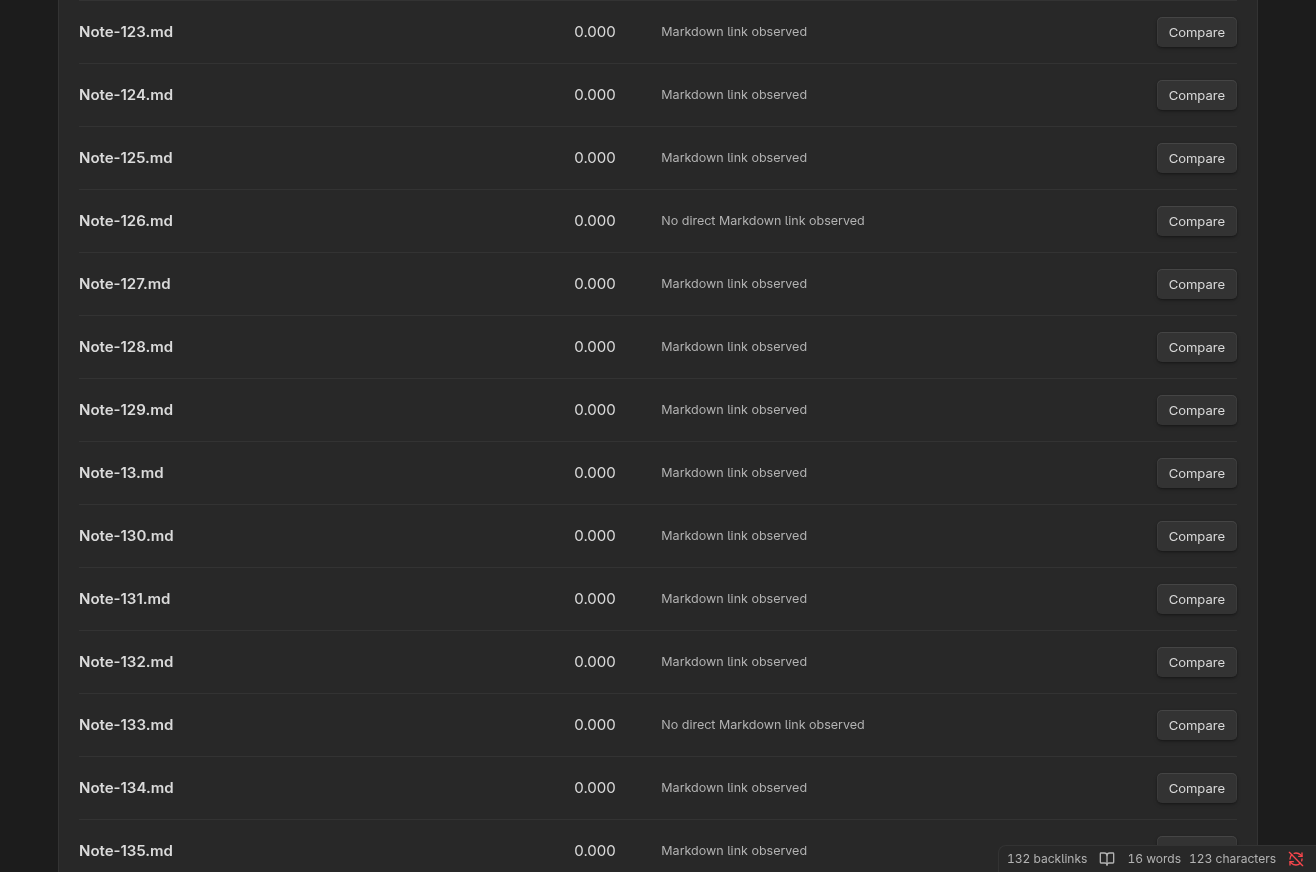 Note-123.md 0.000 Markdown link observed Compare
Note-124.md 0.000 Markdown link observed Compare
Note-125.md 0.000 Markdown link observed Compare
Note-126.md 0.000 No direct Markdown link observed Compare
Note-127.md 0.000 Markdown link observed Compare
Note-128.md 0.000 Markdown link observed Compare
Note-129.md 0.000 Markdown link observed Compare
Note-13.md 0.000 Markdown link observed Compare
Note-130.md 0.000 Markdown link observed Compare
Note-131.md 0.000 Markdown link observed Compare
Note-132.md 0.000 Markdown link observed Compare
Note-133.md 0.000 No direct Markdown link observed Compare
Note-134.md 0.000 Markdown link observed Compare
Note-135.md 0.000 Markdown link observed
132 backlinks 16 words 123 characters